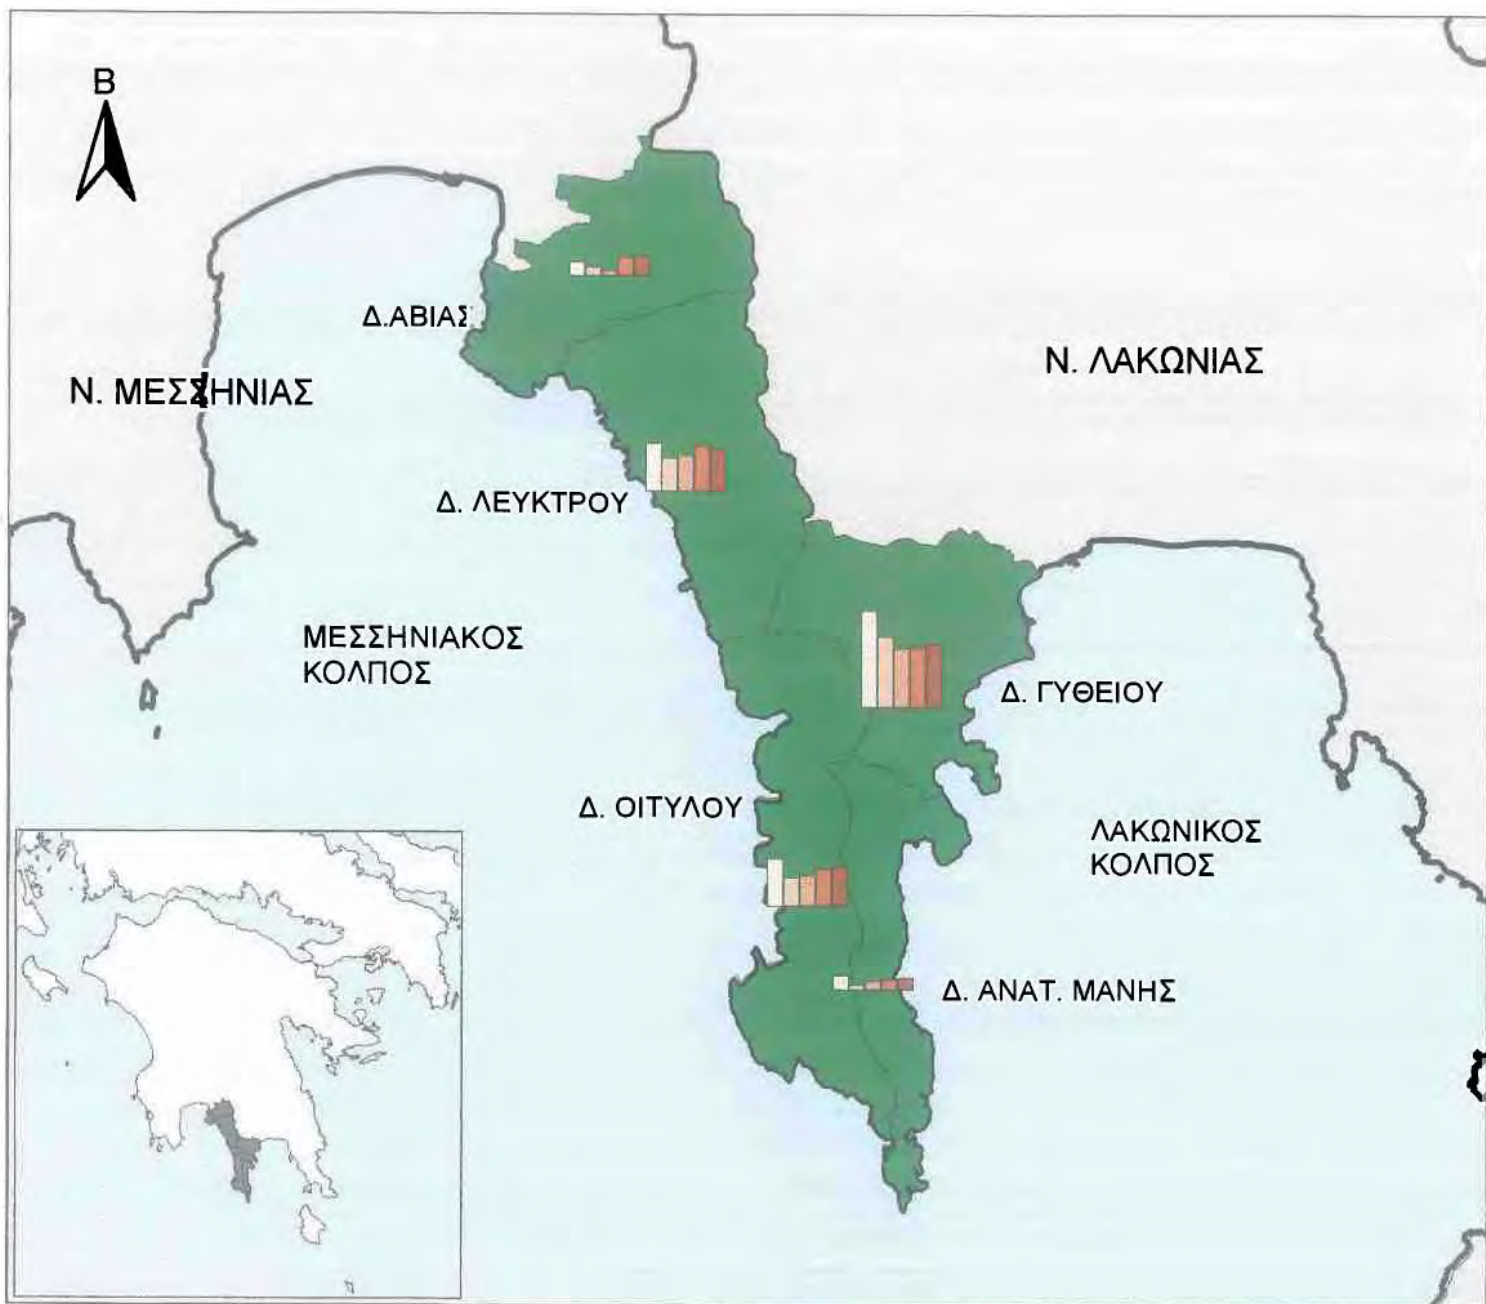 Β
Δ.ΑΒΙΑΣ
Ν. ΜΕΣΣΗΝΙΑΣ
Ν. ΛΑΚΩΝΙΑΣ
Δ. ΛΕΥΚΤΡΟΥ
ΜΕΣΣΗΝΙΑΚΟΣ
ΚΟΛΠΟΣ
Δ. ΓΥΘΕΙΟΥ
Δ. ΟΙΤΥΛΟΥ
ΛΑΚΩΝΙΚΟΣ
ΚΟΛΠΟΣ
Δ. ΑΝΑΤ. ΜΑΝΗΣ